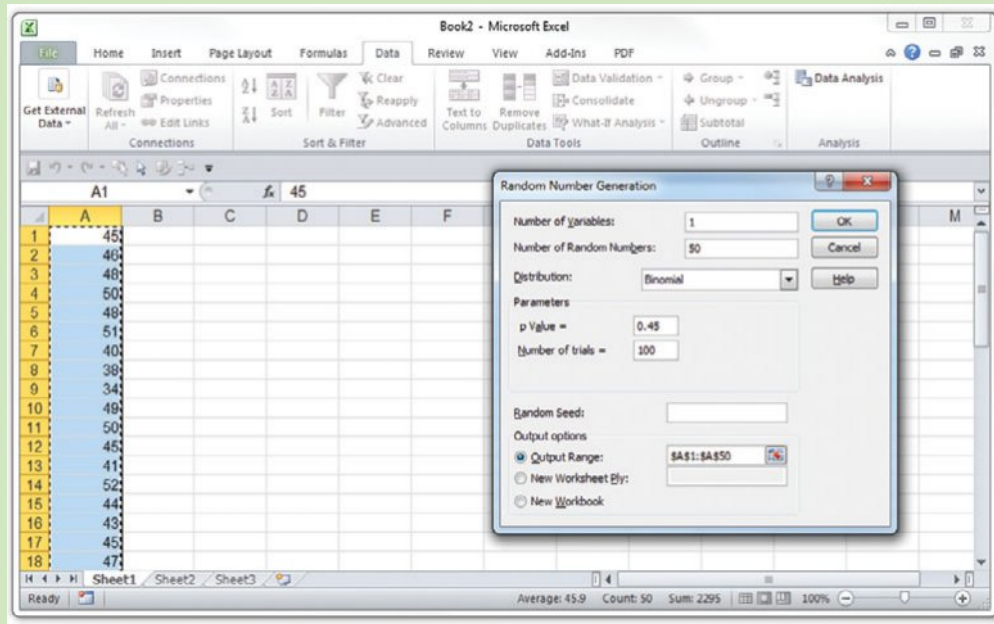 Book2 - Microsoft Excel
File Home Insert Page Layout Formulas Data Review View Add-Ins PDF
Get External Data
Refresh All
Connections
Properties
Edit Links
Connections
Sort
Filter
Clear
Reapply
Advanced
Sort & Filter
Text to Columns
Remove Duplicates
Data Validation
Consolidate
What-If Analysis
Data Tools
Group
Ungroup
Subtotal
Outline
Data Analysis
Analysis
A1 fx 45
A B C D E F M
1 45
2 46
3 48
4 50
5 48
6 51
7 40
8 38
9 34
10 49
11 50
12 45
13 41
14 52
15 44
16 43
17 45
18 47
Random Number Generation
Number of Variables: 1 OK
Number of Random Numbers: 50 Cancel
Distribution: Binomial Help
Parameters
p Value = 0.45
Number of trials = 100
Random Seed:
Output options
Output Range: $A$1:$A$50
New Worksheet Ply:
New Workbook
Sheet1 Sheet2 Sheet3
Ready Average: 45.9 Count: 50 Sum: 2295 100%